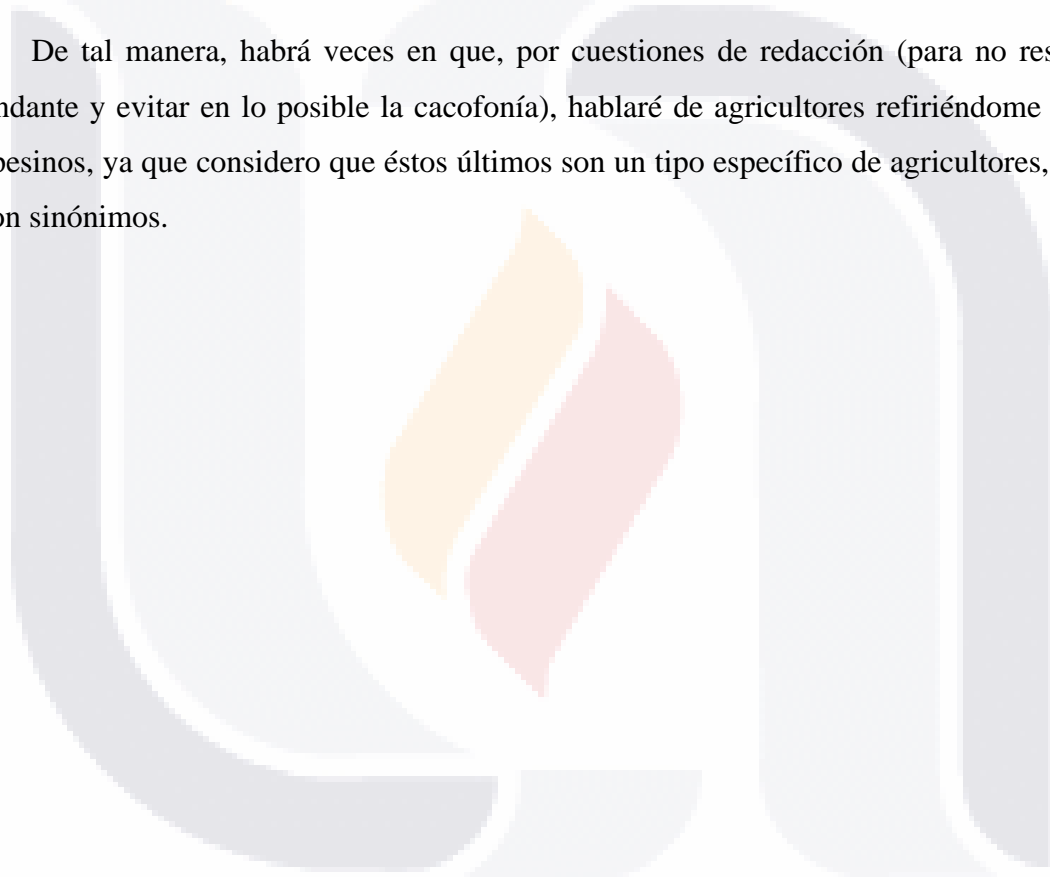 De tal manera, habrá veces en que, por cuestiones de redacción (para no res
ndante y evitar en lo posible la cacofonía), hablaré de agricultores refiriéndome
pesinos, ya que considero que éstos últimos son un tipo específico de agricultores,
on sinónimos.